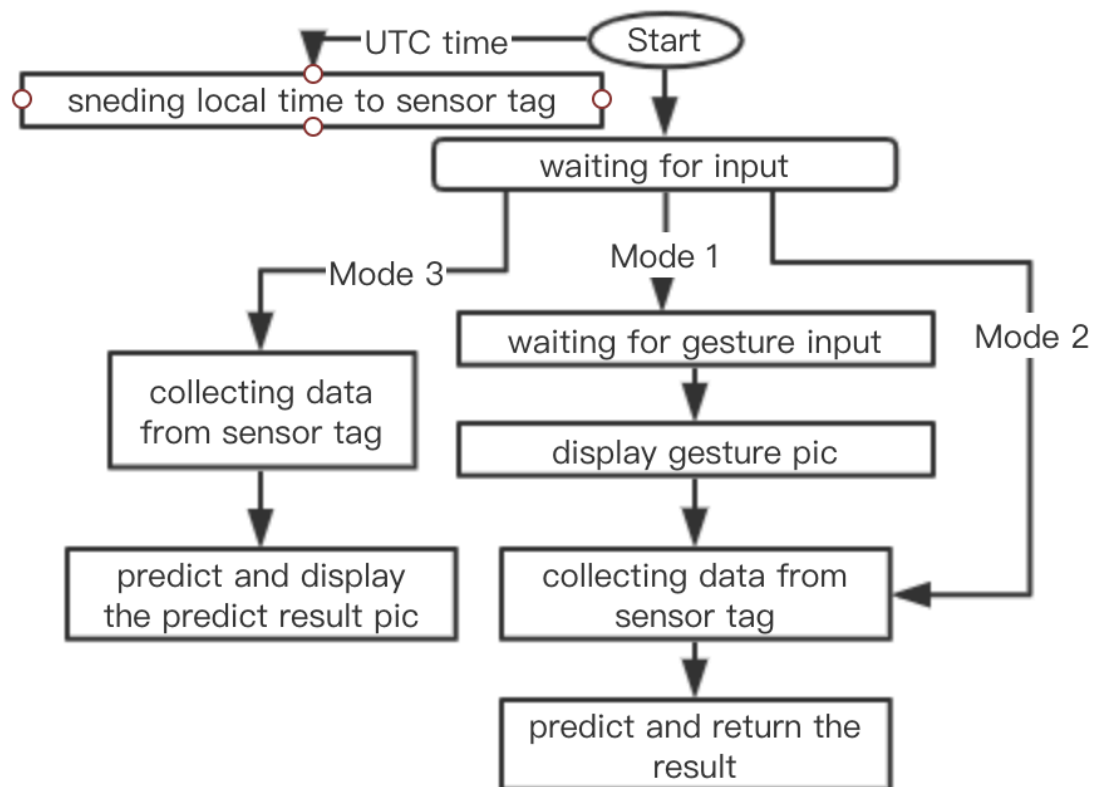 UTC time
Start
sneding local time to sensor tag
waiting for input
Mode 3
Mode 1
Mode 2
waiting for gesture input
collecting data
from sensor tag
display gesture pic
predict and display
the predict result pic
collecting data from
sensor tag
predict and return the
result